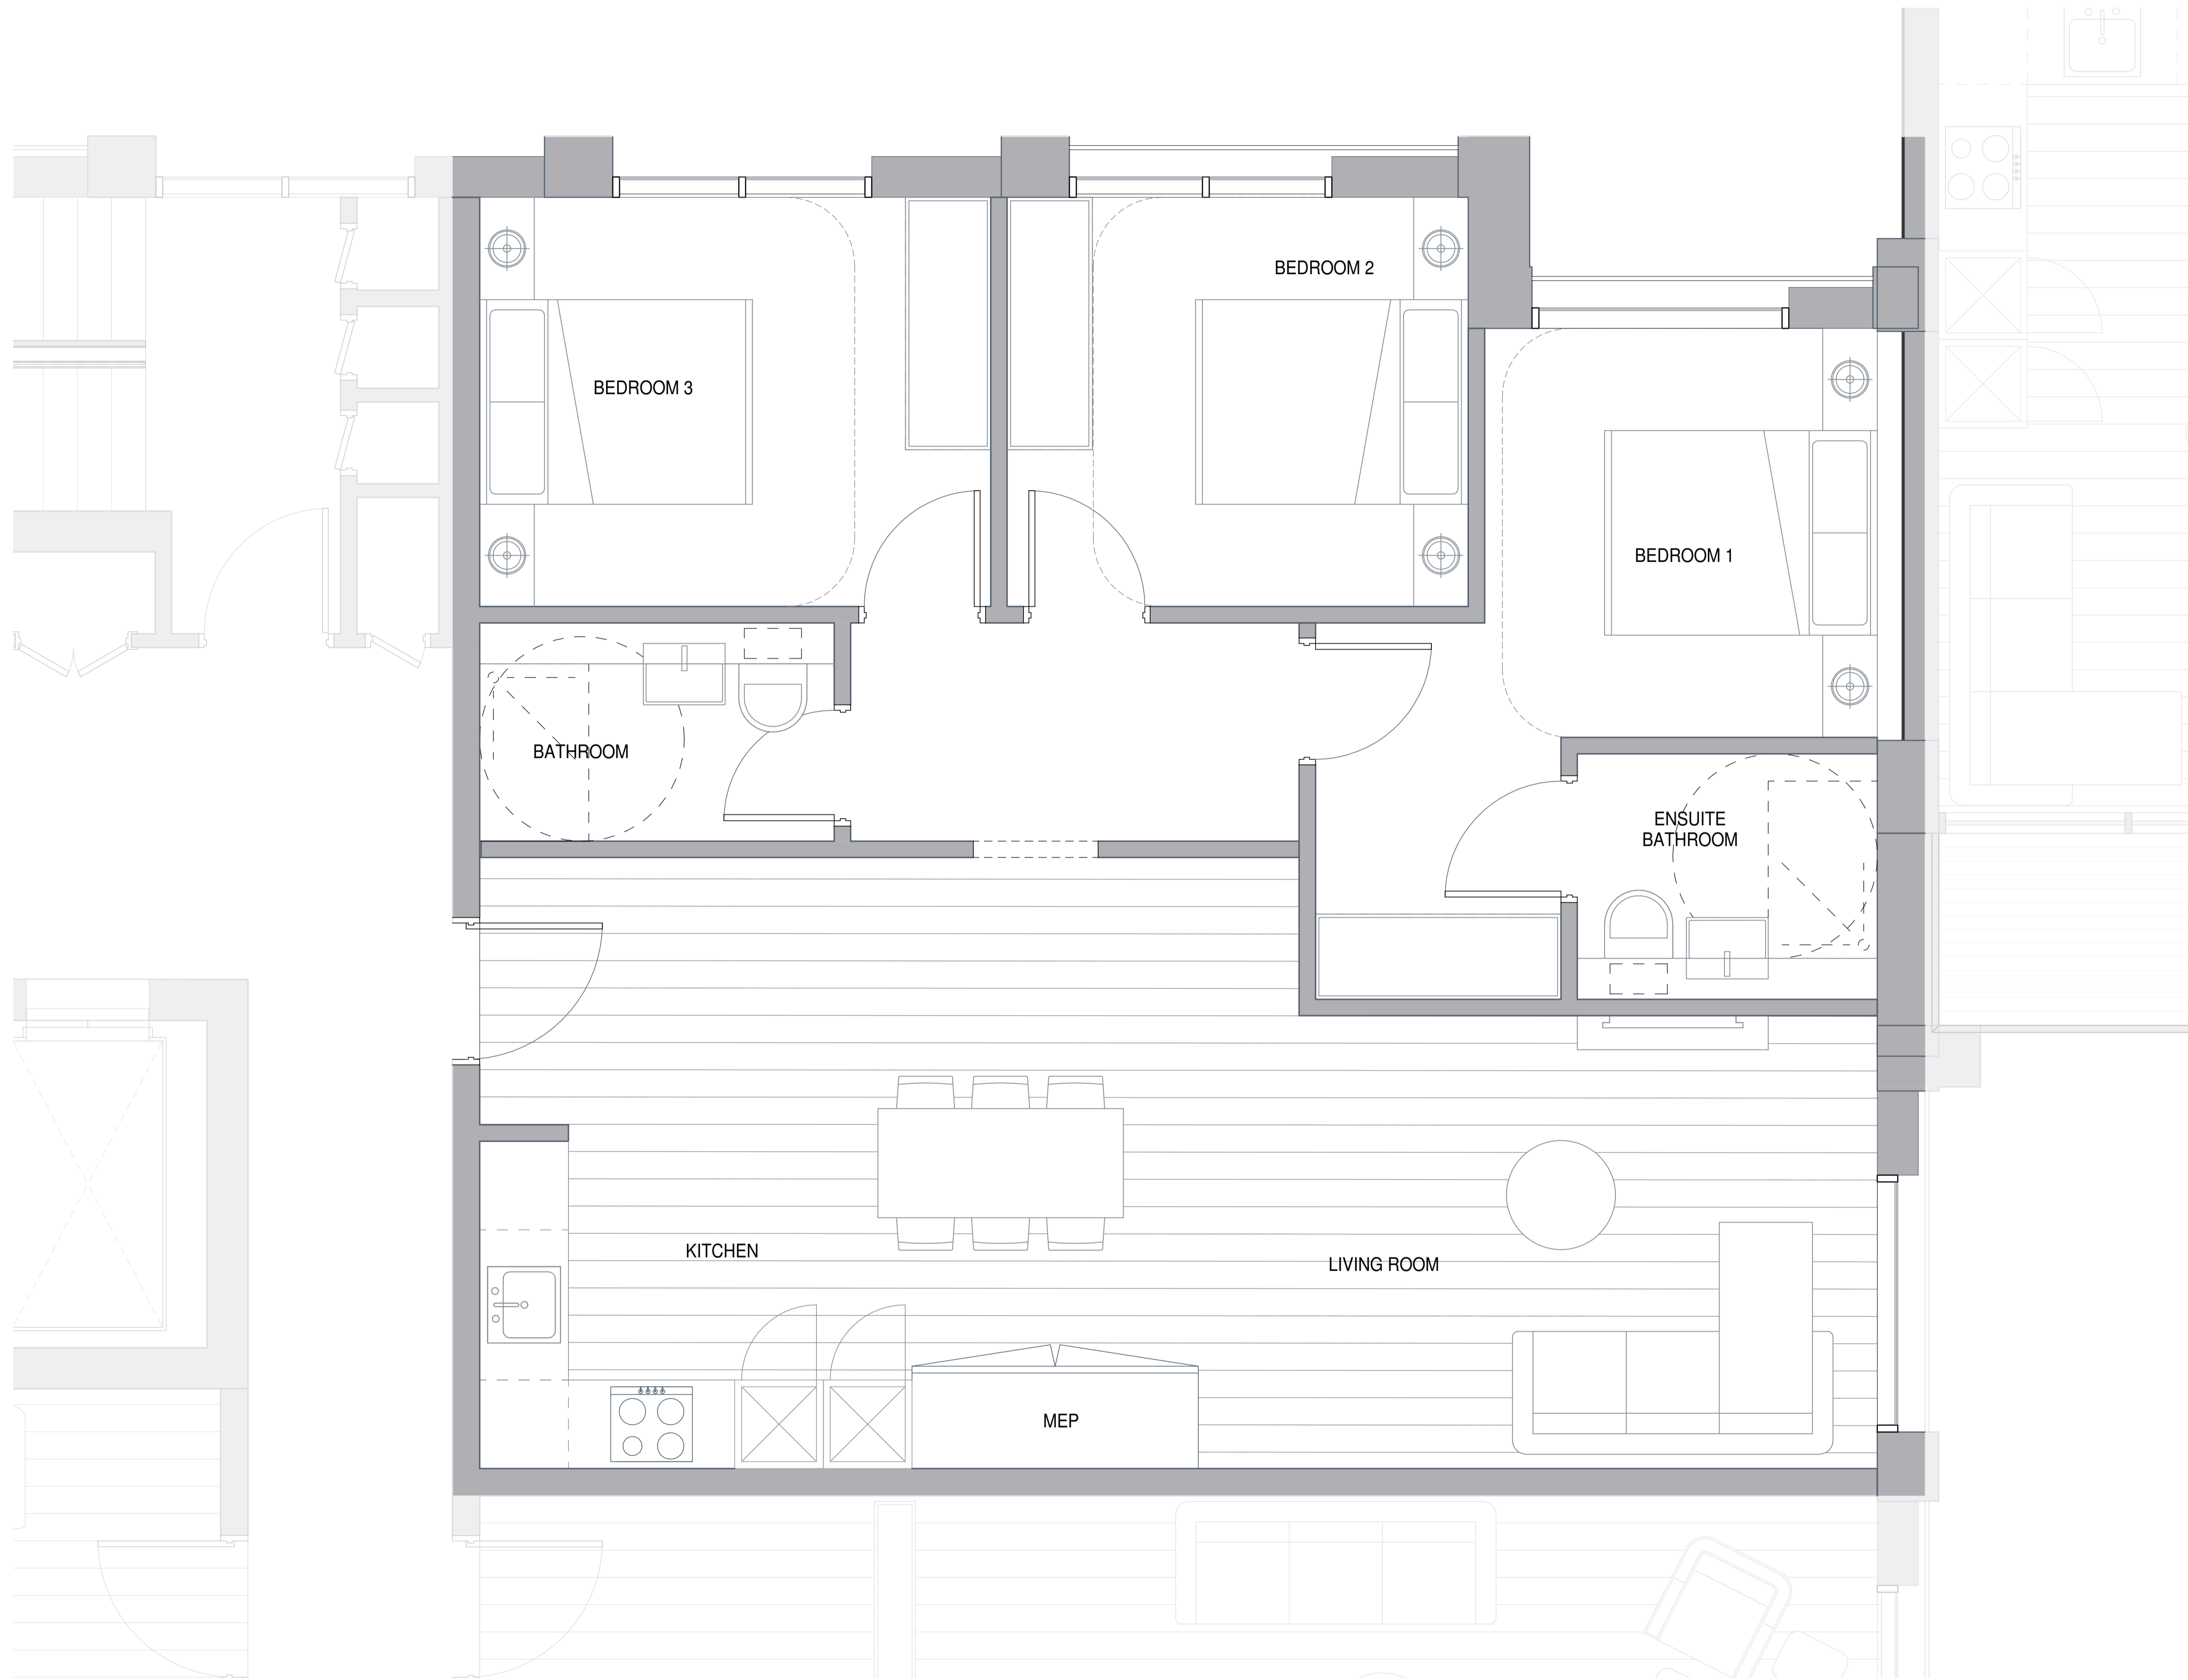 BEDROOM 2
BEDROOM 3
BEDROOM 1
BATHROOM
ENSUITE
BATHROOM
KITCHEN
LIVING ROOM
MEP